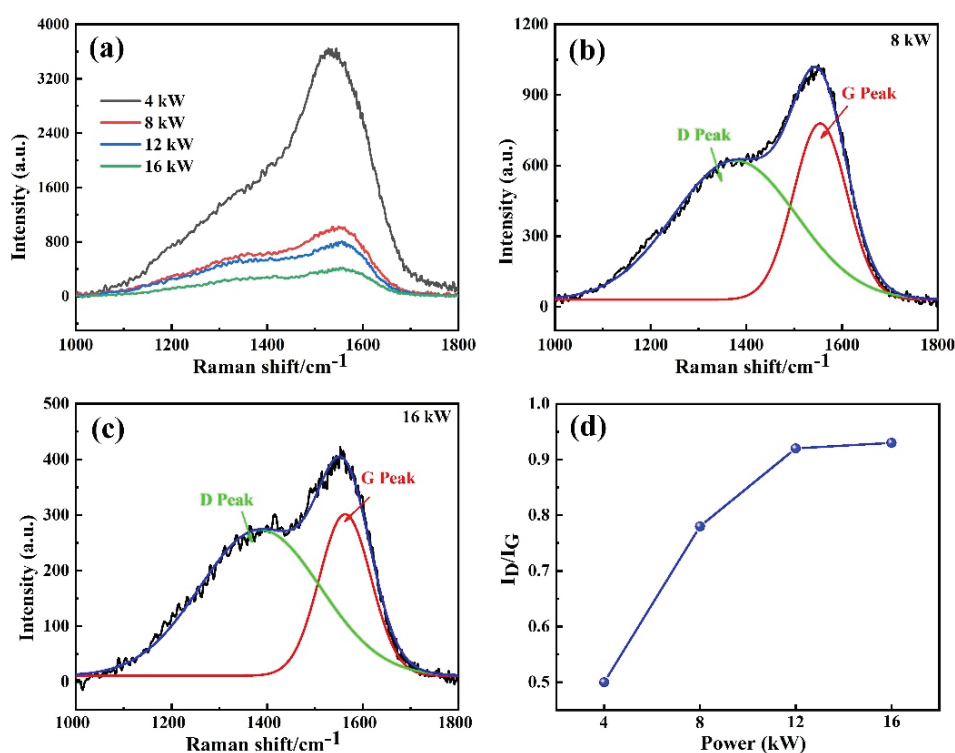 (a)
3600
3200
2400
1600
800
0
Intensity (a.u.)
4 kW
8 kW
12 kW
16 kW
1000 1200 1400 1600 1800
Raman shift/cm-1
(b)
8 kW
1200
900
600
300
0
Intensity (a.u.)
D Peak
G Peak
1000 1200 1400 1600 1800
Raman shift/cm-1
(c)
16 kW
500
400
300
200
100
0
Intensity (a.u.)
D Peak
G Peak
1000 1200 1400 1600 1800
Raman shift/cm-1
(d)
1.0
0.9
0.8
0.7
0.6
0.5
ID/IG
4 8 12 16
Power (kW)